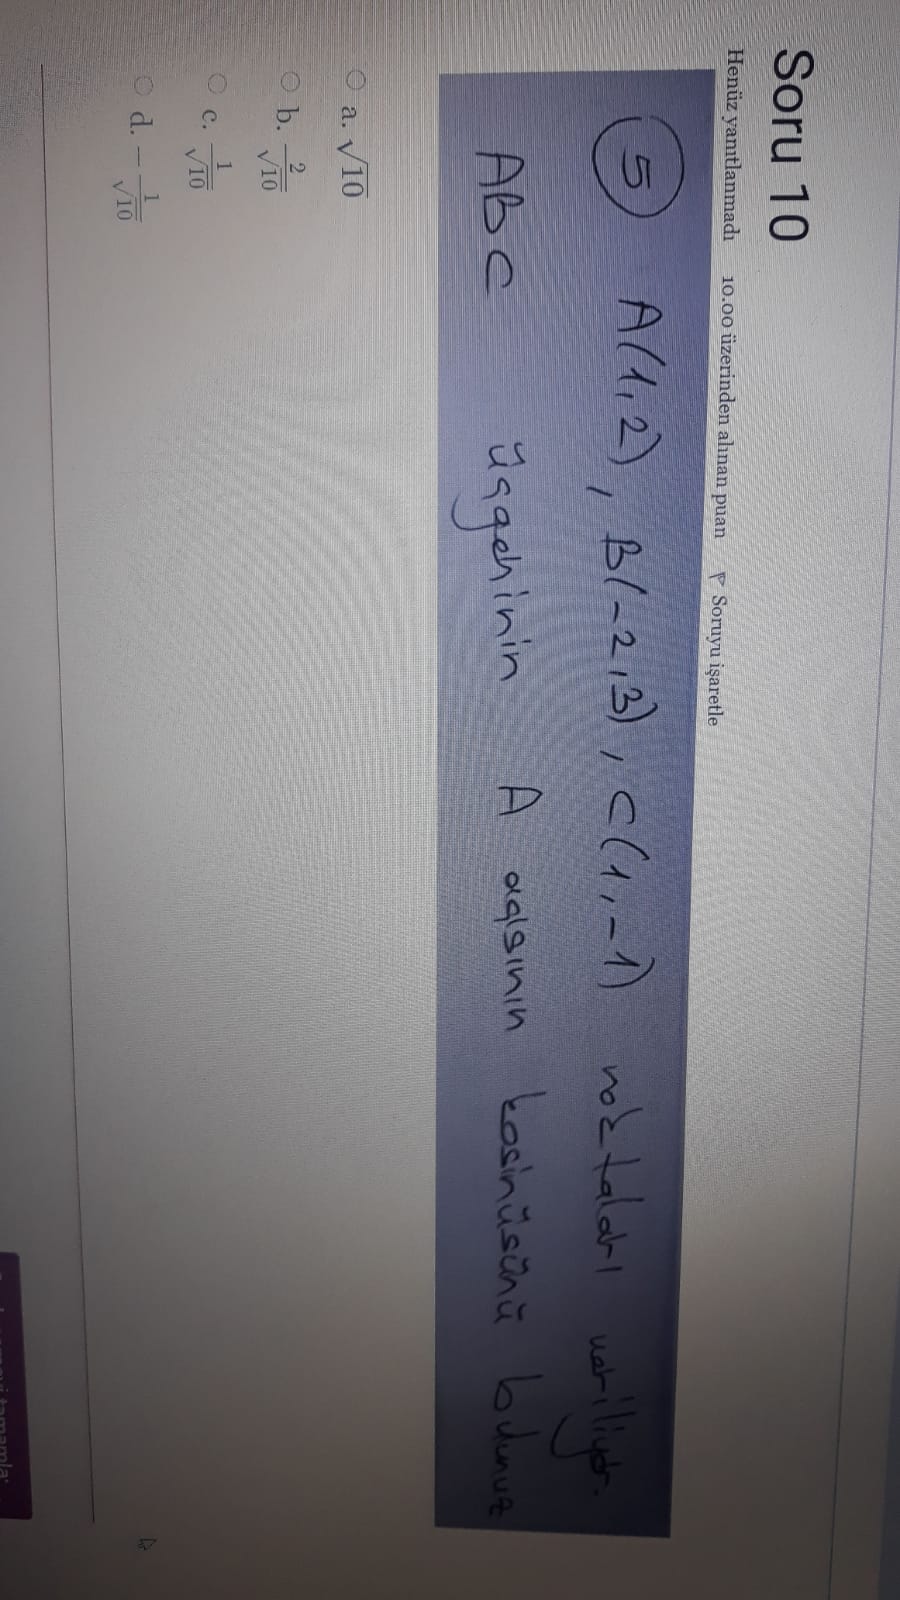 Soru 10
Henüz yanıtlanmadı 10.00 üzerinden alınan puan Soruyu işaretle
5 A(1,2), B(-2,3), C(1,-1) noktaları veriliyor.
ABC üçgeninin A açısının kosinüsünü bulunuz
a. √10
b. 2/√10
c. 1/√10
d. -1/√10